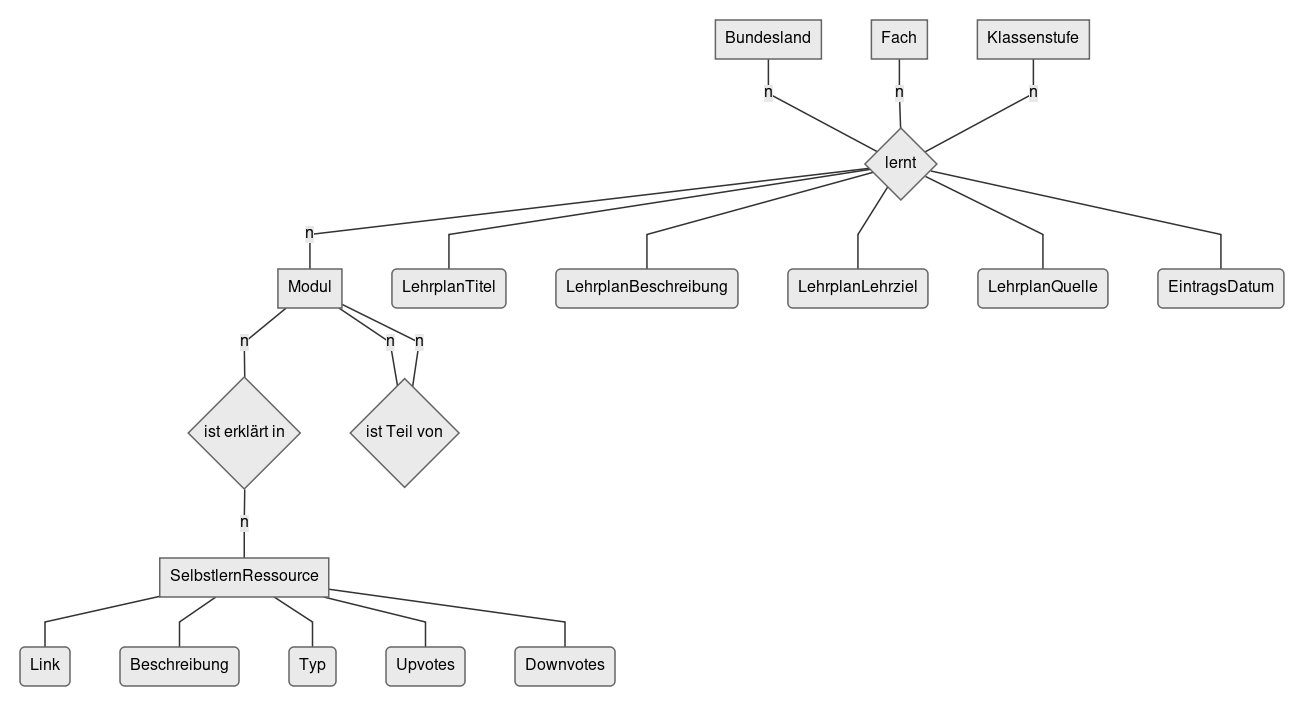 Bundesland
Fach
Klassenstufe
n
n
n
lernt
n
Modul
LehrplanTitel
LehrplanBeschreibung
LehrplanLehrziel
LehrplanQuelle
EintragsDatum
n
n
n
ist erklärt in
ist Teil von
n
SelbstlernRessource
Link
Beschreibung
Typ
Upvotes
Downvotes